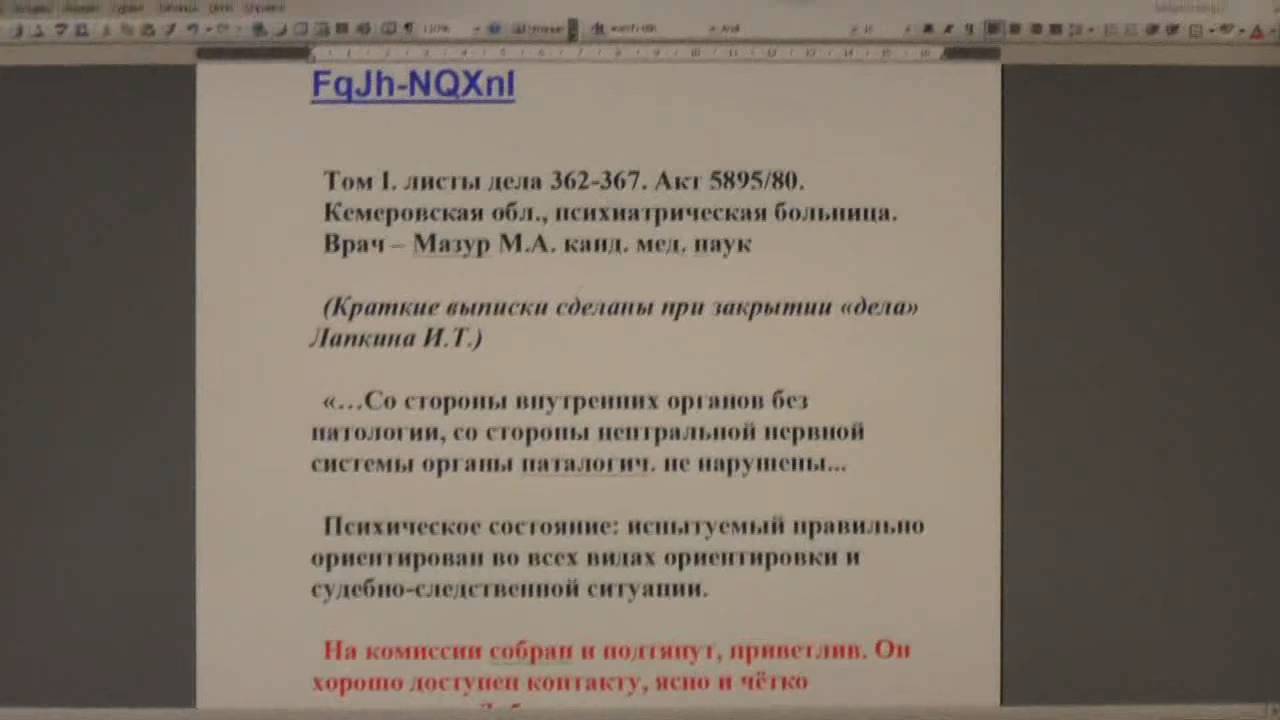 FqJh-NQXnI
Том I. листы дела 362-367. Акт 5895/80.
Кемеровская обл., психиатрическая больница.
Врач – Мазур М.А. канд. мед. наук
(Краткие выписки сделаны при закрытии «дела»
Лапкина И.Т.)
«…Со стороны внутренних органов без
патологии, со стороны центральной нервной
системы органы паталогич. не нарушены...
Психическое состояние: испытуемый правильно
ориентирован во всех видах ориентировки и
судебно-следственной ситуации.
На комиссии собран и подтянут, приветлив. Он
хорошо доступен контакту, ясно и чётко